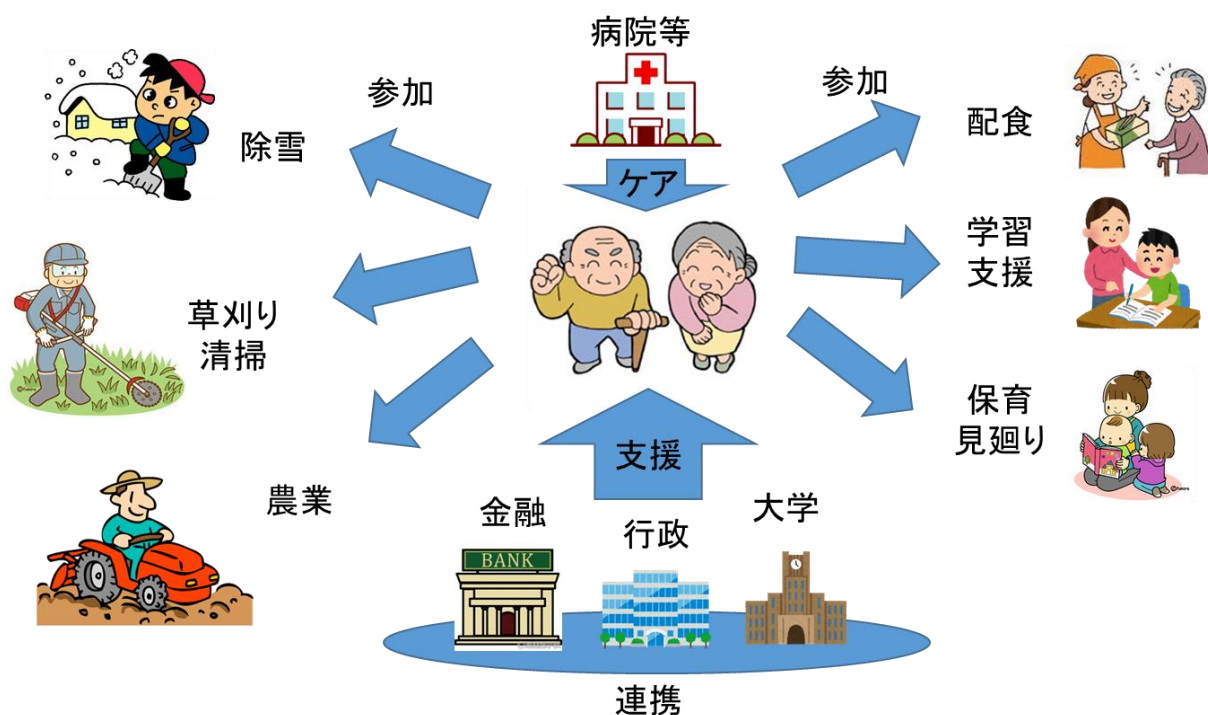 病院等
参加
参加
除雪
配食
ケア
学習
支援
草刈り
清掃
保育
見廻り
支援
農業
金融
行政
大学
BANK
連携